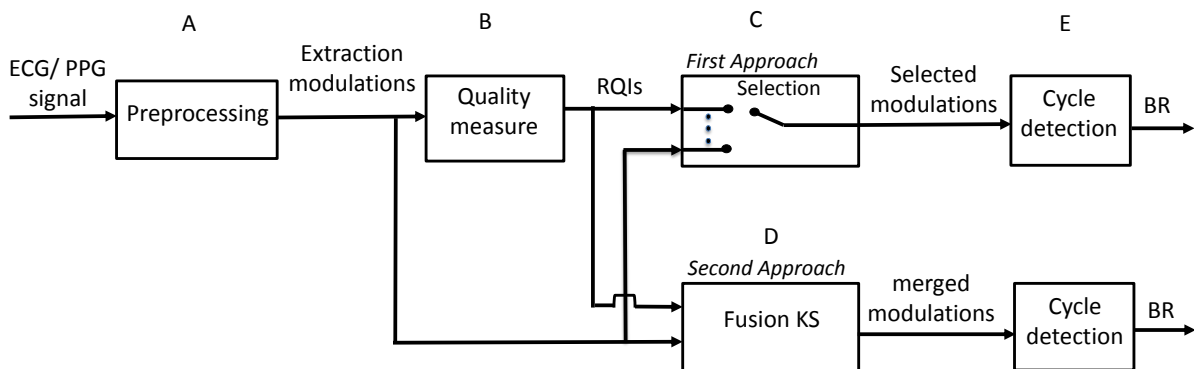 A
B
C
E
ECG/ PPG
signal
Preprocessing
Extraction
modulations
Quality
measure
RQIs
First Approach
Selection
Selected
modulations
Cycle
detection
BR
D
Second Approach
Fusion KS
merged
modulations
Cycle
detection
BR